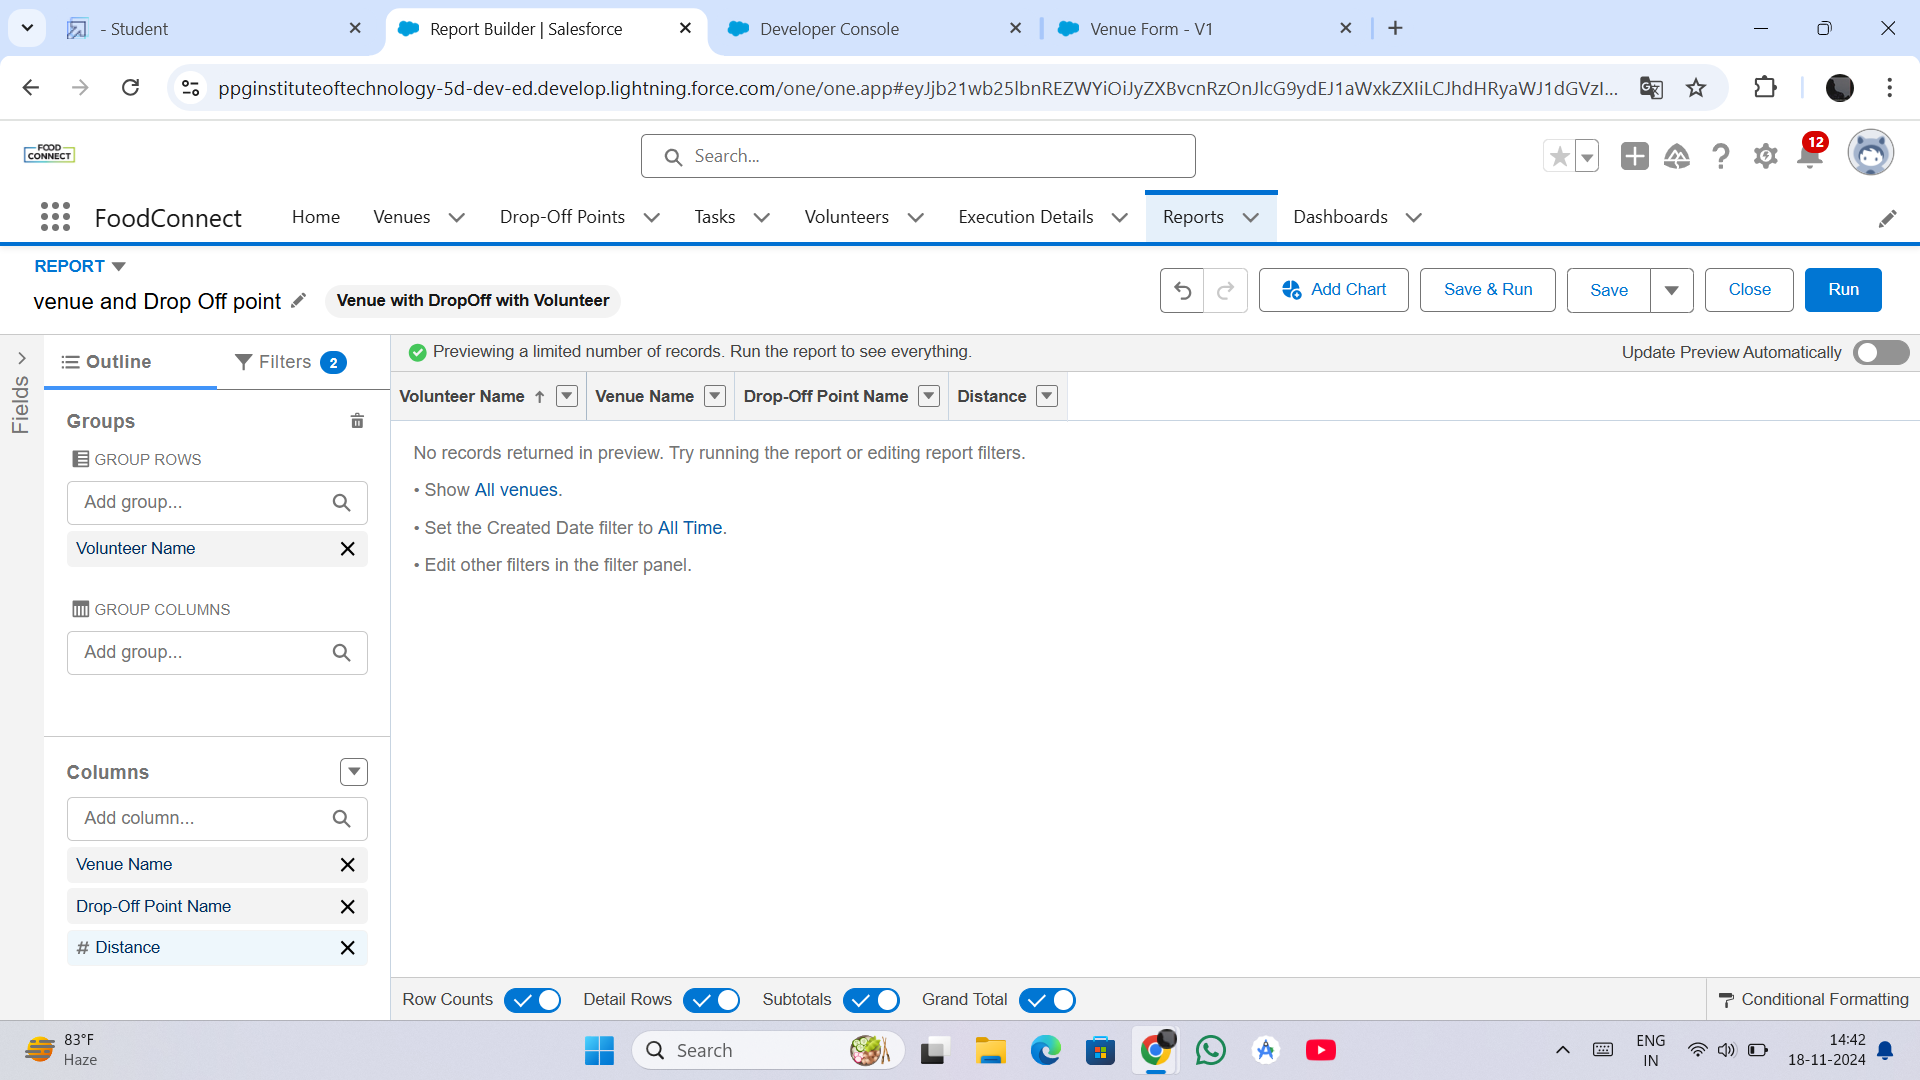 - Student
Report Builder | Salesforce
Developer Console
Venue Form - V1
ppginstituteoftechnology-5d-dev-ed.develop.lightning.force.com/one/one.app#eyJjb21wb25lbnREZWYiOiJyZXBvcnRzOnJlcG9ydEJ1aWxkZXIiLCJhdHRyaWJ1dGVzI...
FOOD
CONNECT
Search...
12
FoodConnect
Home
Venues
Drop-Off Points
Tasks
Volunteers
Execution Details
Reports
Dashboards
REPORT
venue and Drop Off point
Venue with DropOff with Volunteer
Add Chart
Save & Run
Save
Close
Run
Fields
Outline
Filters 2
Previewing a limited number of records. Run the report to see everything.
Update Preview Automatically
Groups
GROUP ROWS
Add group...
Volunteer Name
GROUP COLUMNS
Add group...
Columns
Add column...
Venue Name
Drop-Off Point Name
# Distance
Volunteer Name ↑
Venue Name
Drop-Off Point Name
Distance
No records returned in preview. Try running the report or editing report filters.
• Show All venues.
• Set the Created Date filter to All Time.
• Edit other filters in the filter panel.
Row Counts
Detail Rows
Subtotals
Grand Total
Conditional Formatting
83°F
Haze
Search
ENG
IN
14:42
18-11-2024